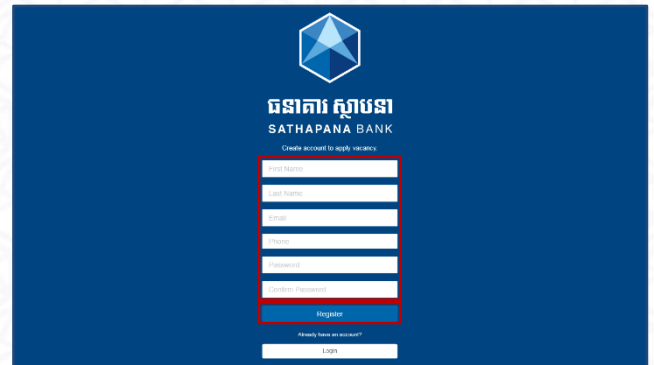 ធនាគារ ស្ថាបនា
SATHAPANA BANK
Create account to apply vacancy.
First Name
Last Name
Email
Phone
Password
Confirm Password
Register
Already have an account?
Login